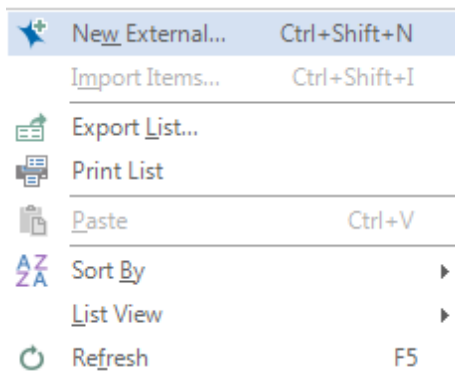 New External... Ctrl+Shift+N
Import Items... Ctrl+Shift+I
Export List...
Print List
Paste Ctrl+V
Sort By
List View
Refresh F5